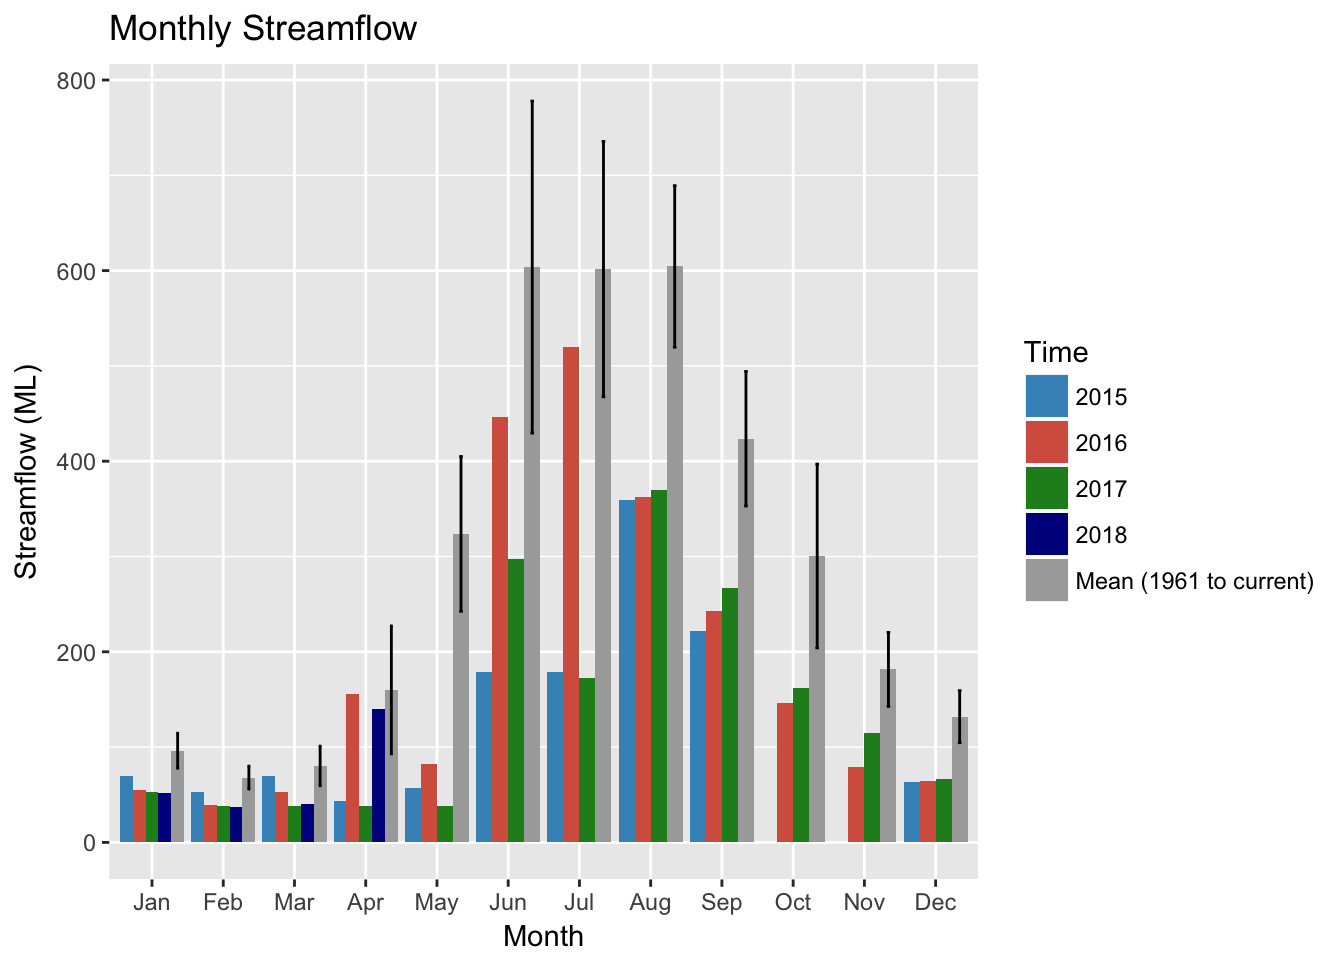 Monthly Streamflow
800
600
400
200
0
Streamflow (ML)
Jan Feb Mar Apr May Jun Jul Aug Sep Oct Nov Dec
Month
Time
2015
2016
2017
2018
Mean (1961 to current)